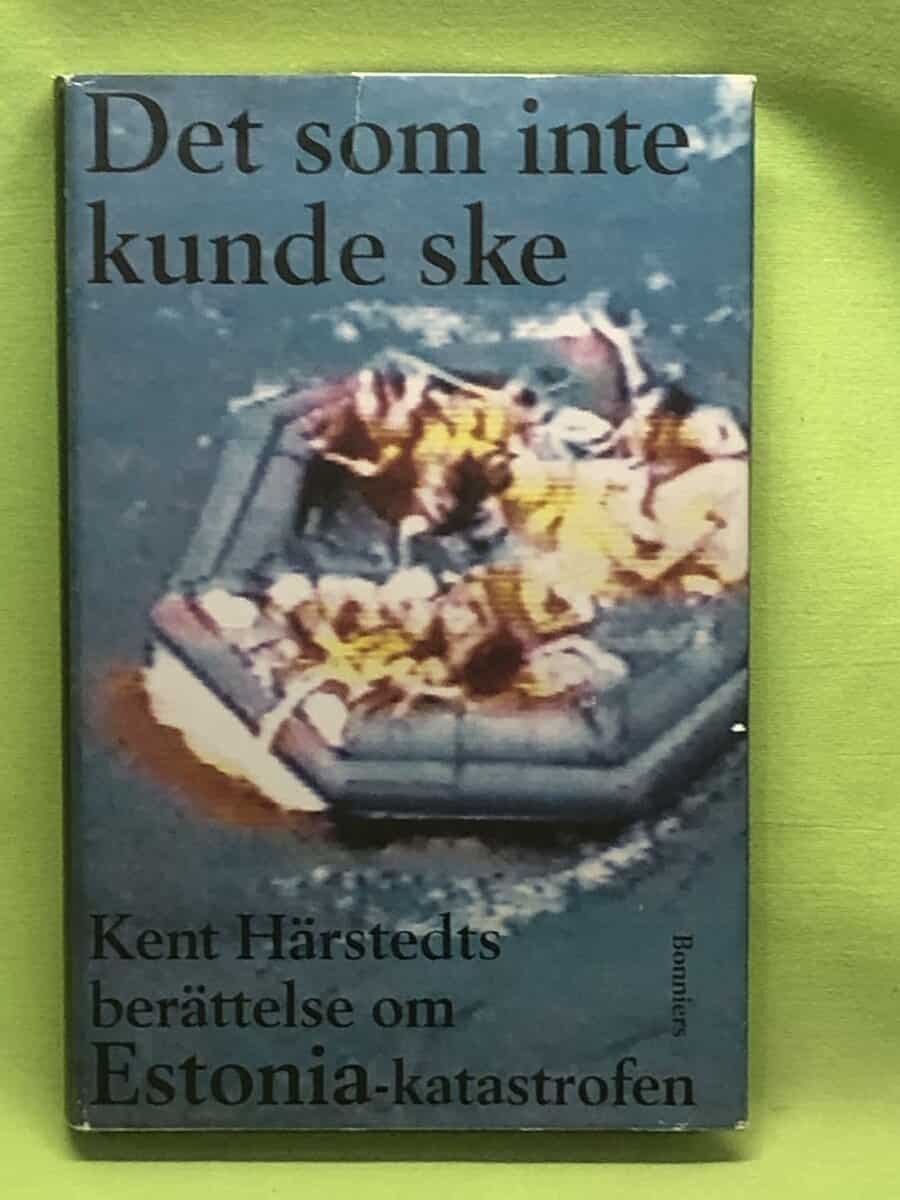 Det som inte
kunde ske
Kent Härstedts
berättelse om
Estonia-katastrofen
Bonniers